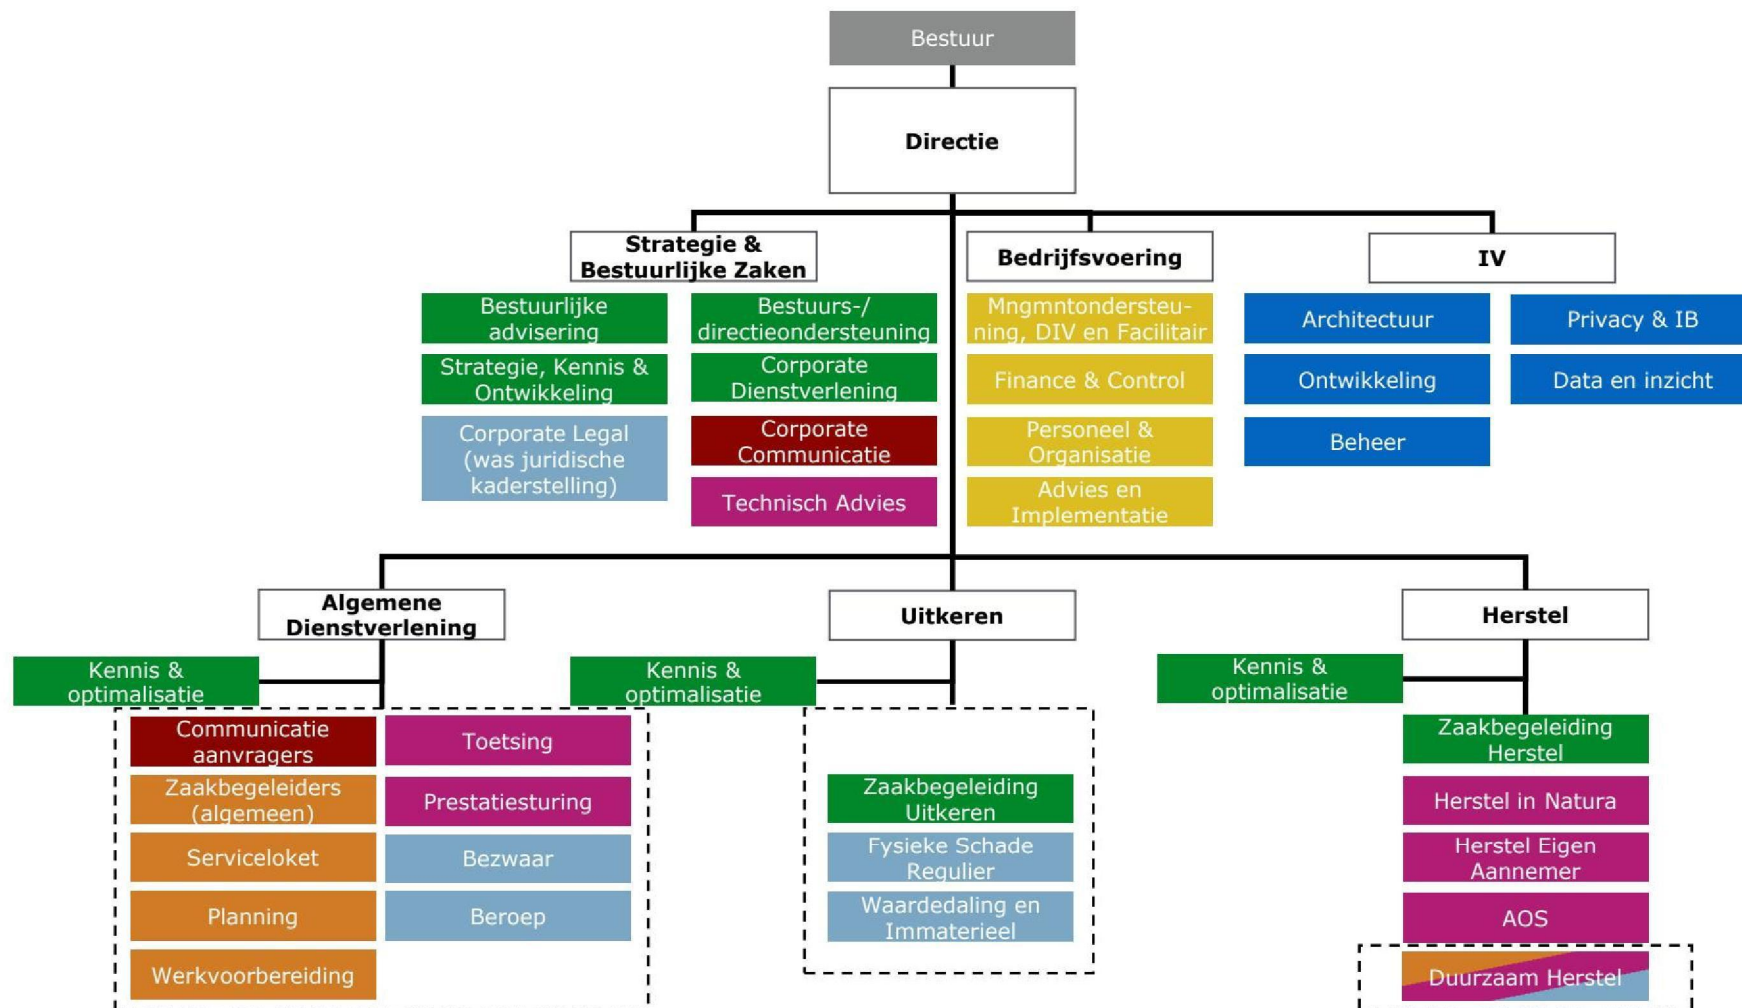 Bestuur
Directie
Strategie &
Bestuurlijke Zaken
Bedrijfsvoering
IV
Bestuurlijke
advisering
Bestuurs-/
directieondersteuning
Mngmntondersteu-
ning, DIV en Facilitair
Architectuur
Privacy & IB
Strategie, Kennis &
Ontwikkeling
Corporate
Dienstverlening
Finance & Control
Ontwikkeling
Data en inzicht
Corporate Legal
(was juridische
kaderstelling)
Corporate
Communicatie
Personeel &
Organisatie
Beheer
Technisch Advies
Advies en
Implementatie
Algemene
Dienstverlening
Uitkeren
Herstel
Kennis &
optimalisatie
Kennis &
optimalisatie
Kennis &
optimalisatie
Communicatie
aanvragers
Toetsing
Zaakbegeleiders
(algemeen)
Prestatiesturing
Serviceloket
Bezwaar
Planning
Beroep
Werkvoorbereiding
Zaakbegeleiding
Uitkeren
Fysieke Schade
Regulier
Waardedaling en
Immaterieel
Zaakbegeleiding
Herstel
Herstel in Natura
Herstel Eigen
Aannemer
AOS
Duurzaam Herstel